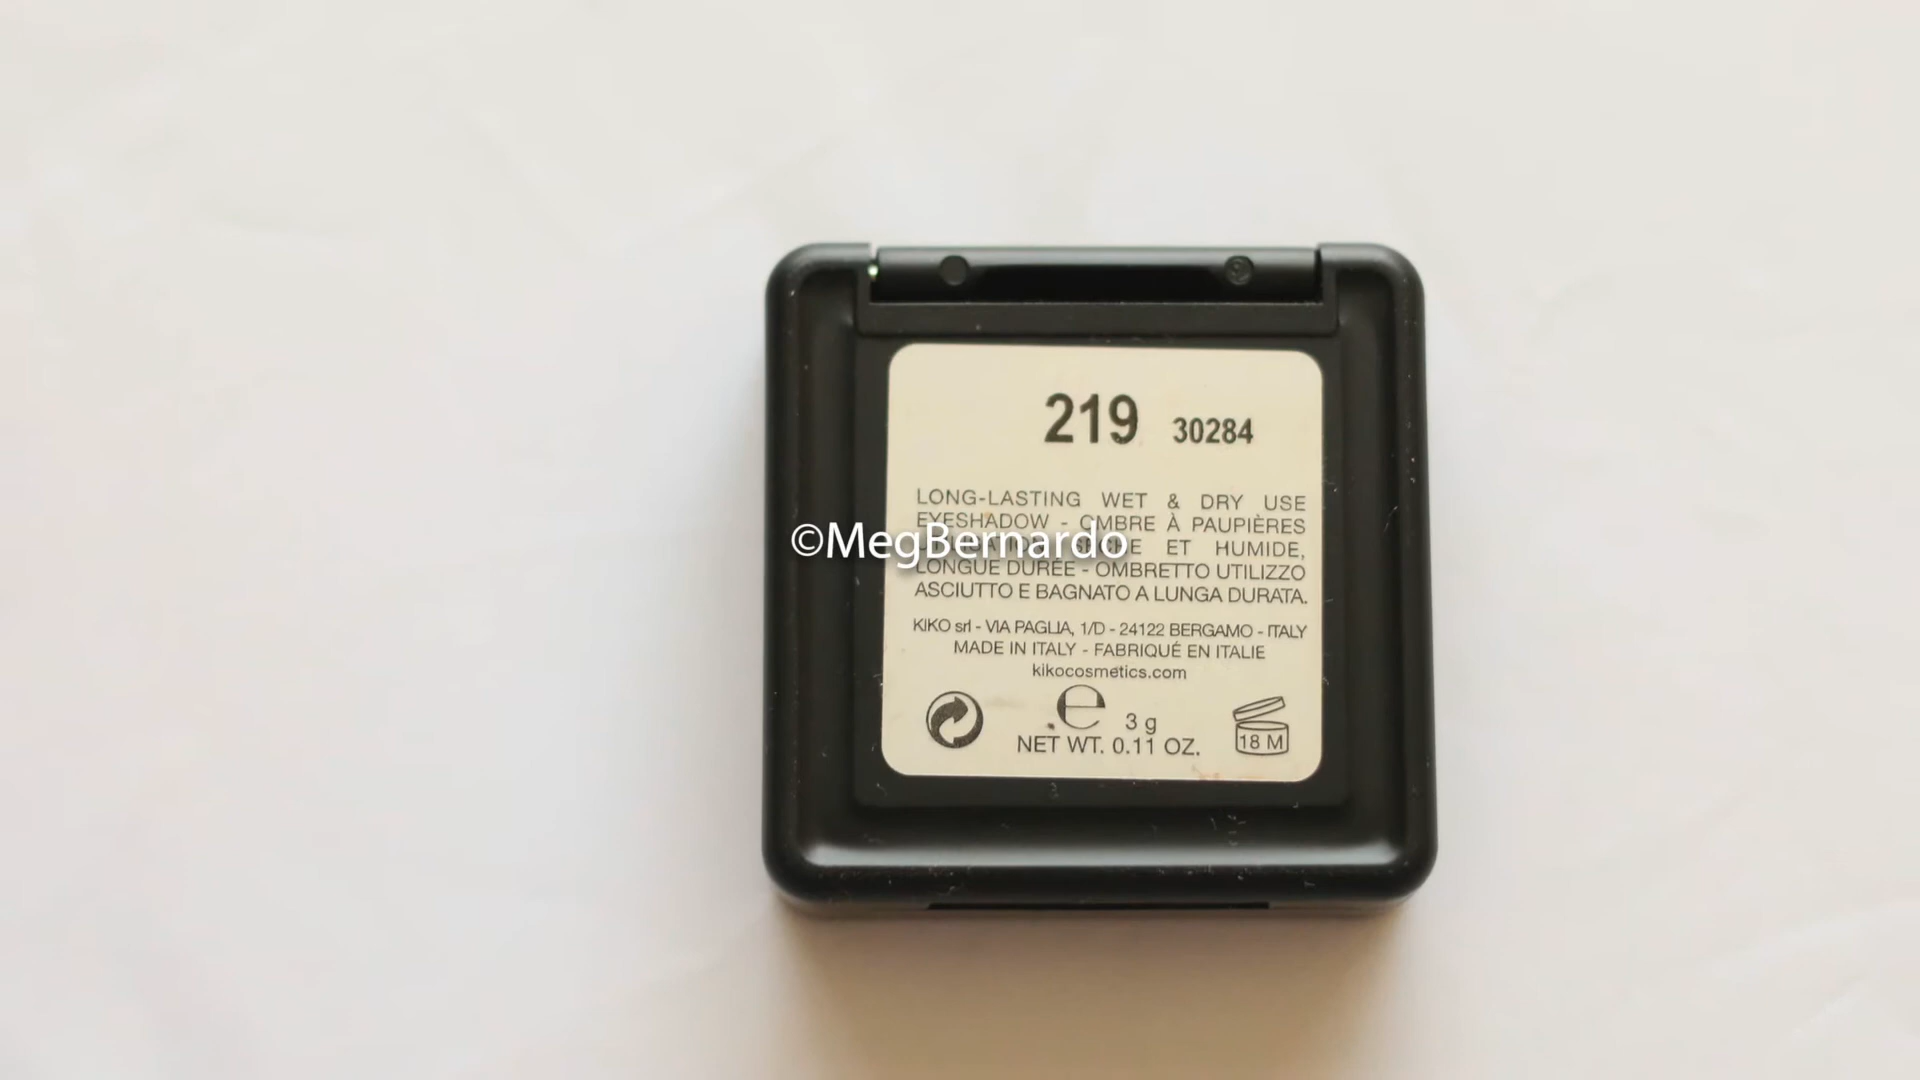 219 30284
LONG-LASTING WET & DRY USE
EYESHADOW - OMBRE À PAUPIÈRES
©MegBernardo
ET HUMIDE,
LONGUE DURÉE - OMBRETTO UTILIZZO
ASCIUTTO E BAGNATO A LUNGA DURATA.
KIKO srl - VIA PAGLIA, 1/D - 24122 BERGAMO - ITALY
MADE IN ITALY - FABRIQUÉ EN ITALIE
kikocosmetics.com
e 3 g
NET WT. 0.11 OZ.
18 M